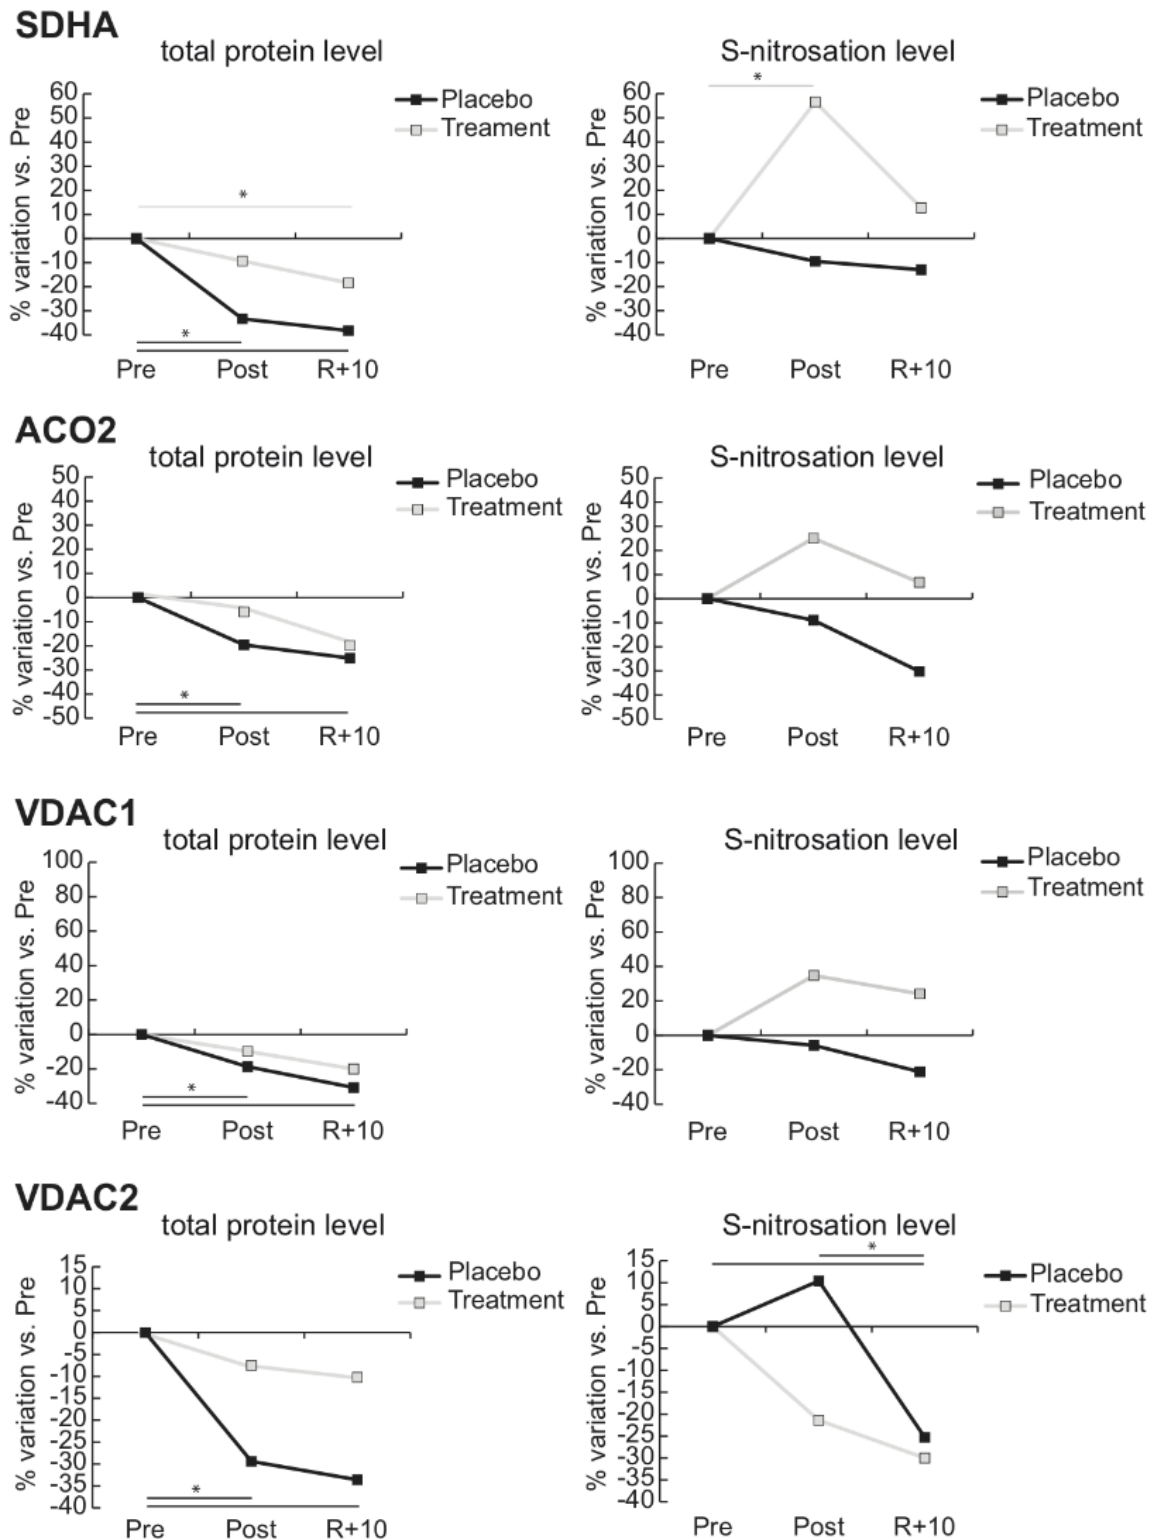 SDHA
total protein level
% variation vs. Pre
60
50
40
30
20
10
0
-10
-20
-30
-40
Placebo
Treament
*
*
Pre Post R+10
S-nitrosation level
% variation vs. Pre
60
50
40
30
20
10
0
-10
-20
-30
-40
*
Placebo
Treatment
Pre Post R+10
ACO2
total protein level
% variation vs. Pre
50
40
30
20
10
0
-10
-20
-30
-40
-50
Placebo
Treatment
*
Pre Post R+10
S-nitrosation level
% variation vs. Pre
50
40
30
20
10
0
-10
-20
-30
-40
-50
Placebo
Treatment
Pre Post R+10
VDAC1
total protein level
% variation vs. Pre
100
80
60
40
20
0
-20
-40
Placebo
Treatment
*
Pre Post R+10
S-nitrosation level
% variation vs. Pre
100
80
60
40
20
0
-20
-40
Placebo
Treatment
Pre Post R+10
VDAC2
total protein level
% variation vs. Pre
15
10
5
0
-5
-10
-15
-20
-25
-30
-35
-40
Placebo
Treatment
*
Pre Post R+10
S-nitrosation level
% variation vs. Pre
15
10
5
0
-5
-10
-15
-20
-25
-30
-35
-40
*
Placebo
Treatment
Pre Post R+10